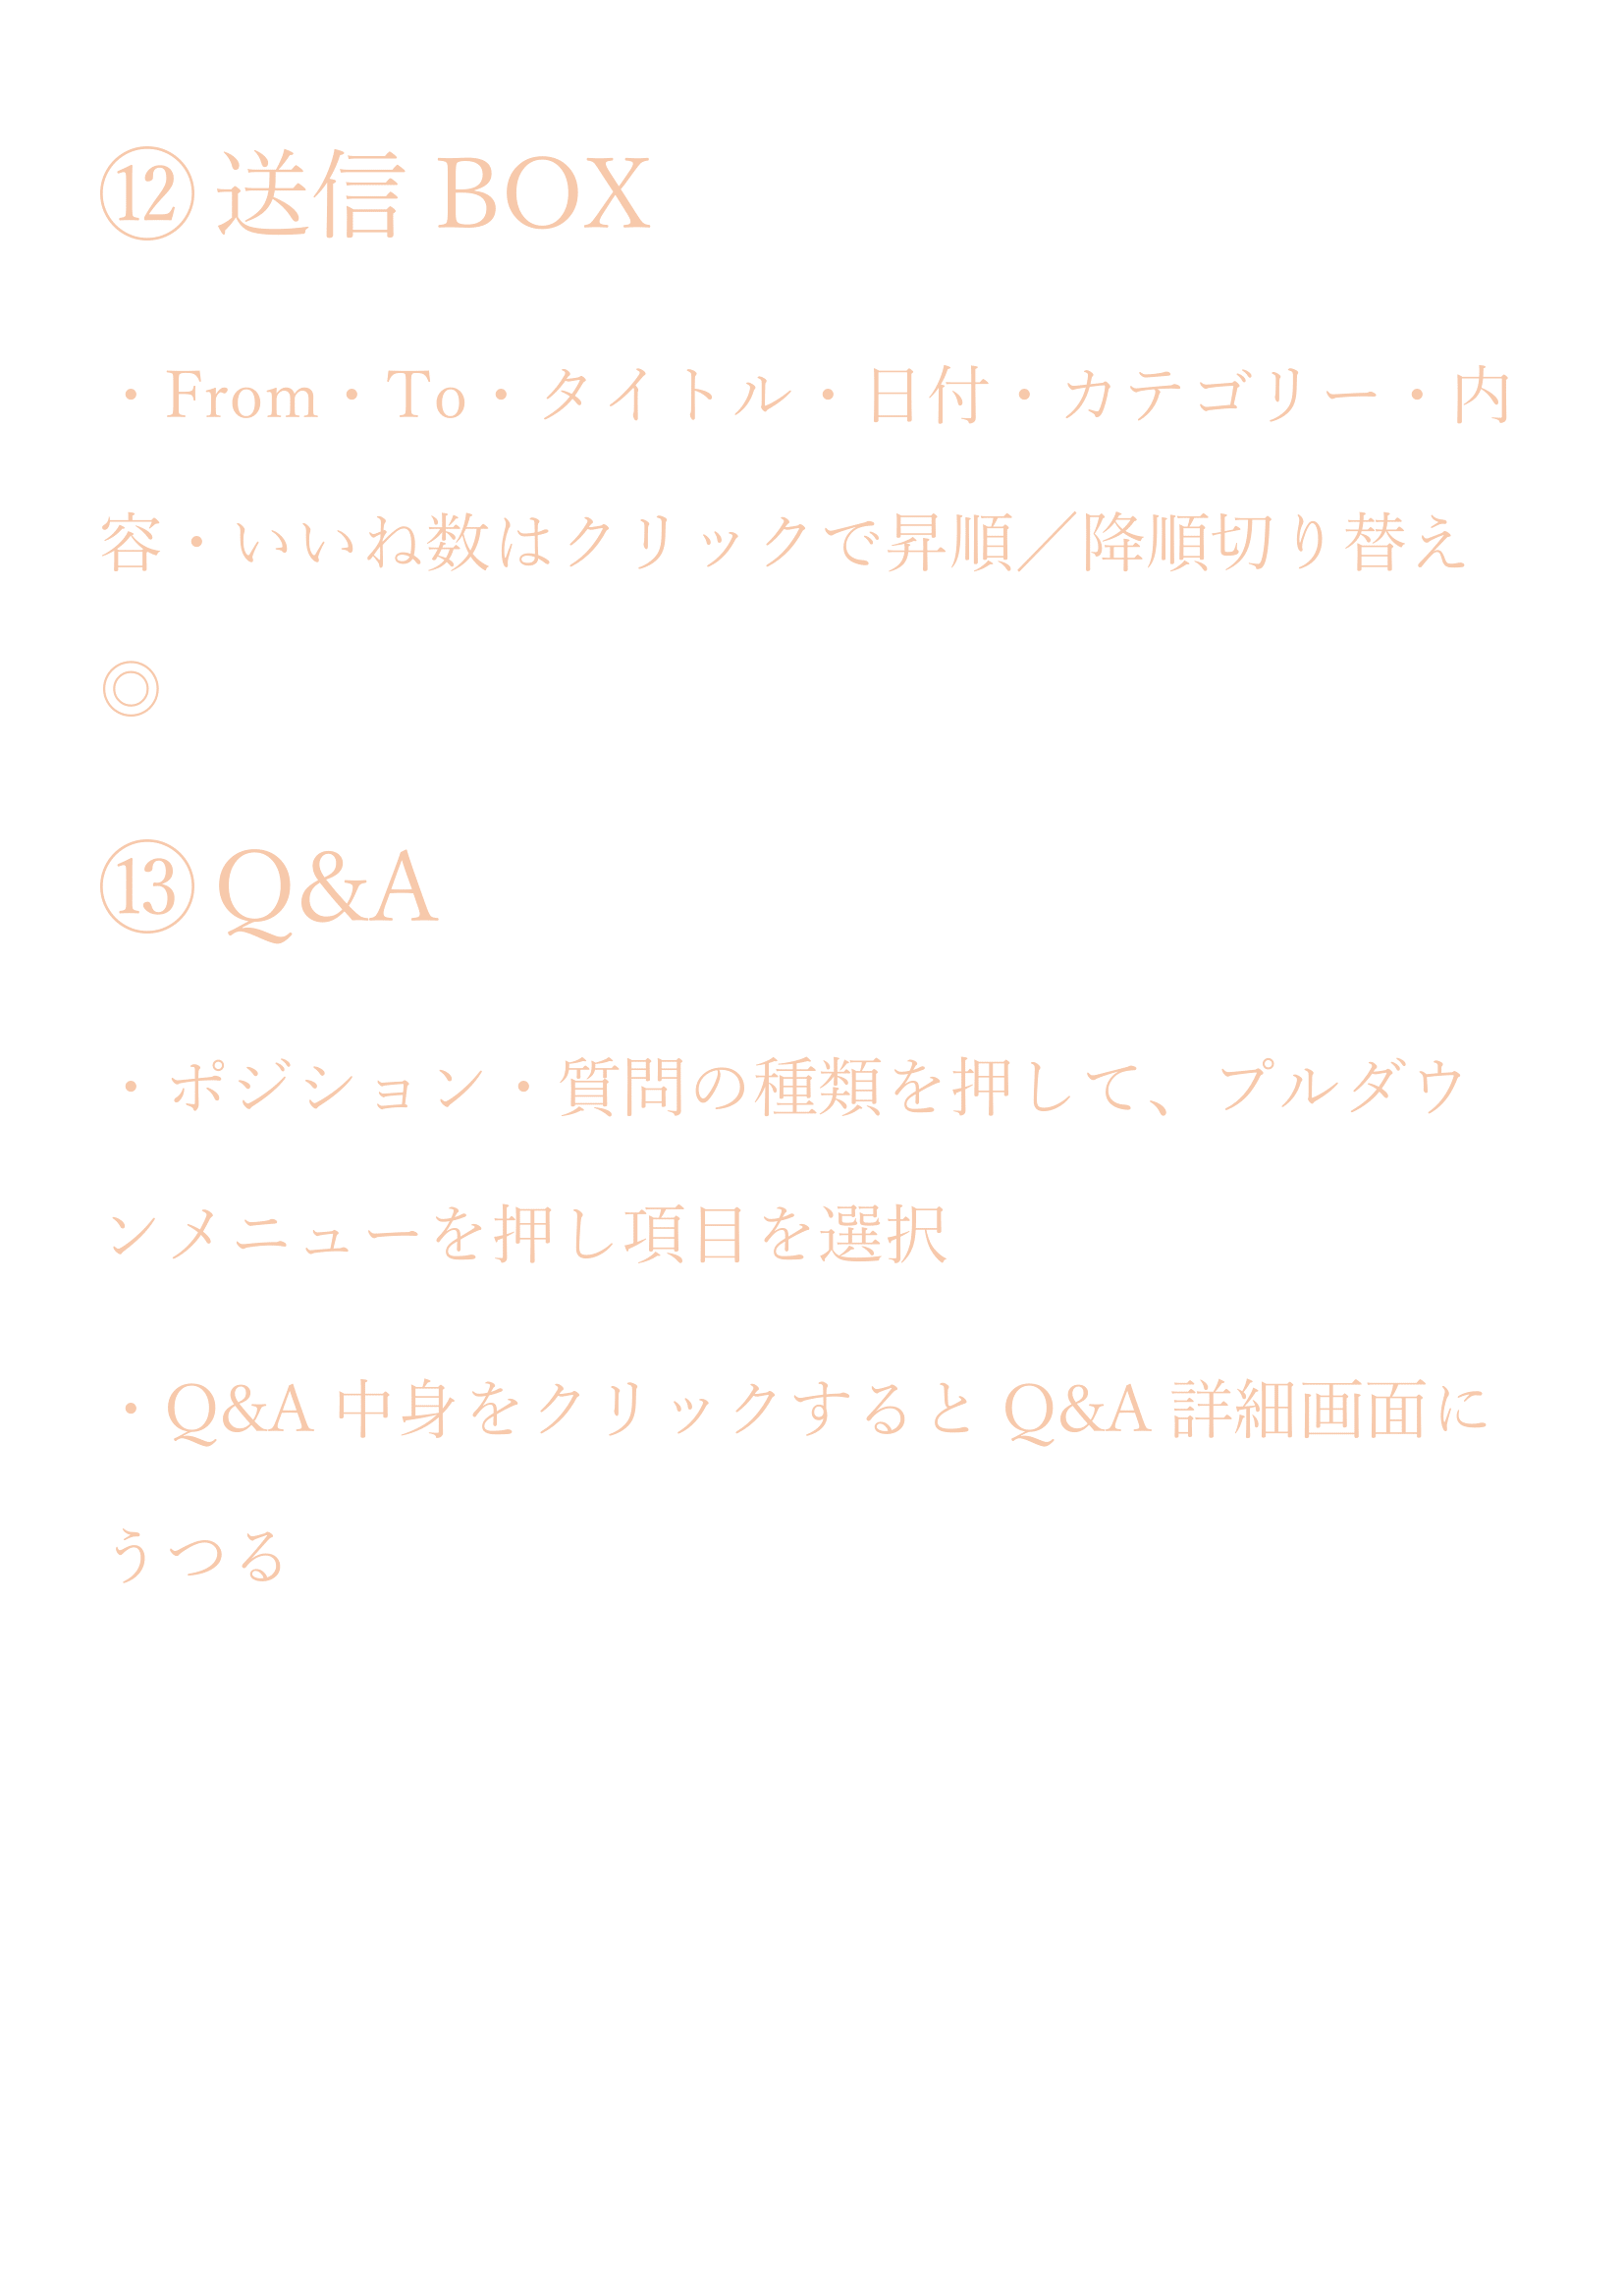 ⑫送信 BOX
・From・To・タイトル・日付・カテゴリー・内
容・いいね数はクリックで昇順／降順切り替え
◎
⑬ Q&A
・ポジション・質問の種類を押して、プルダウ
ンメニューを押し項目を選択
・Q&A 中身をクリックすると Q&A 詳細画面に
うつる